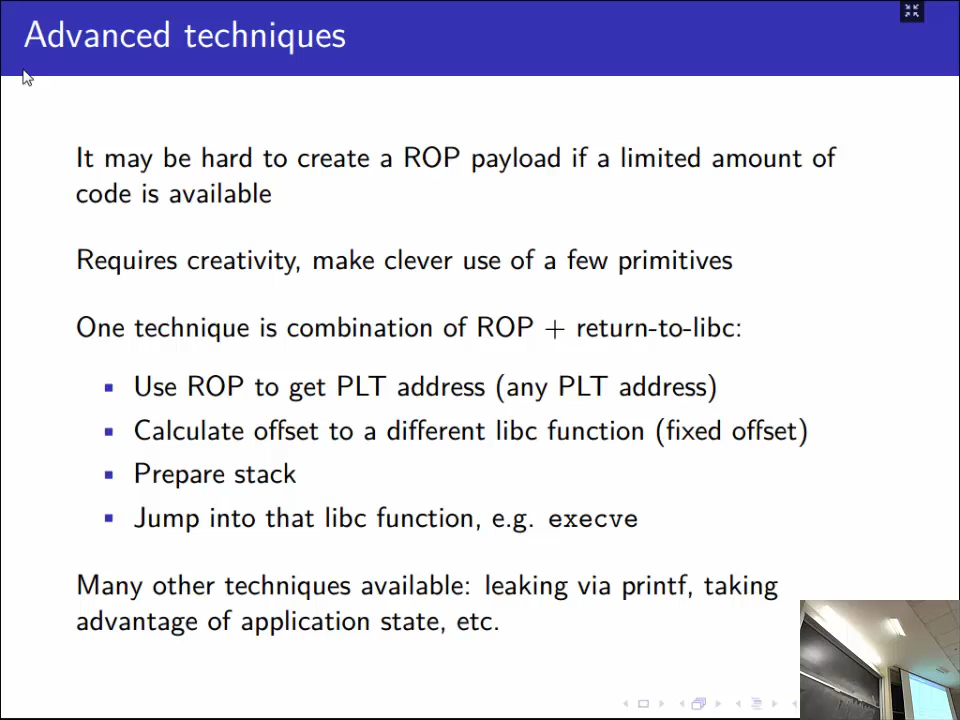 Advanced techniques
It may be hard to create a ROP payload if a limited amount of
code is available
Requires creativity, make clever use of a few primitives
One technique is combination of ROP + return-to-libc:
Use ROP to get PLT address (any PLT address)
Calculate offset to a different libc function (fixed offset)
Prepare stack
Jump into that libc function, e.g. execve
Many other techniques available: leaking via printf, taking
advantage of application state, etc.